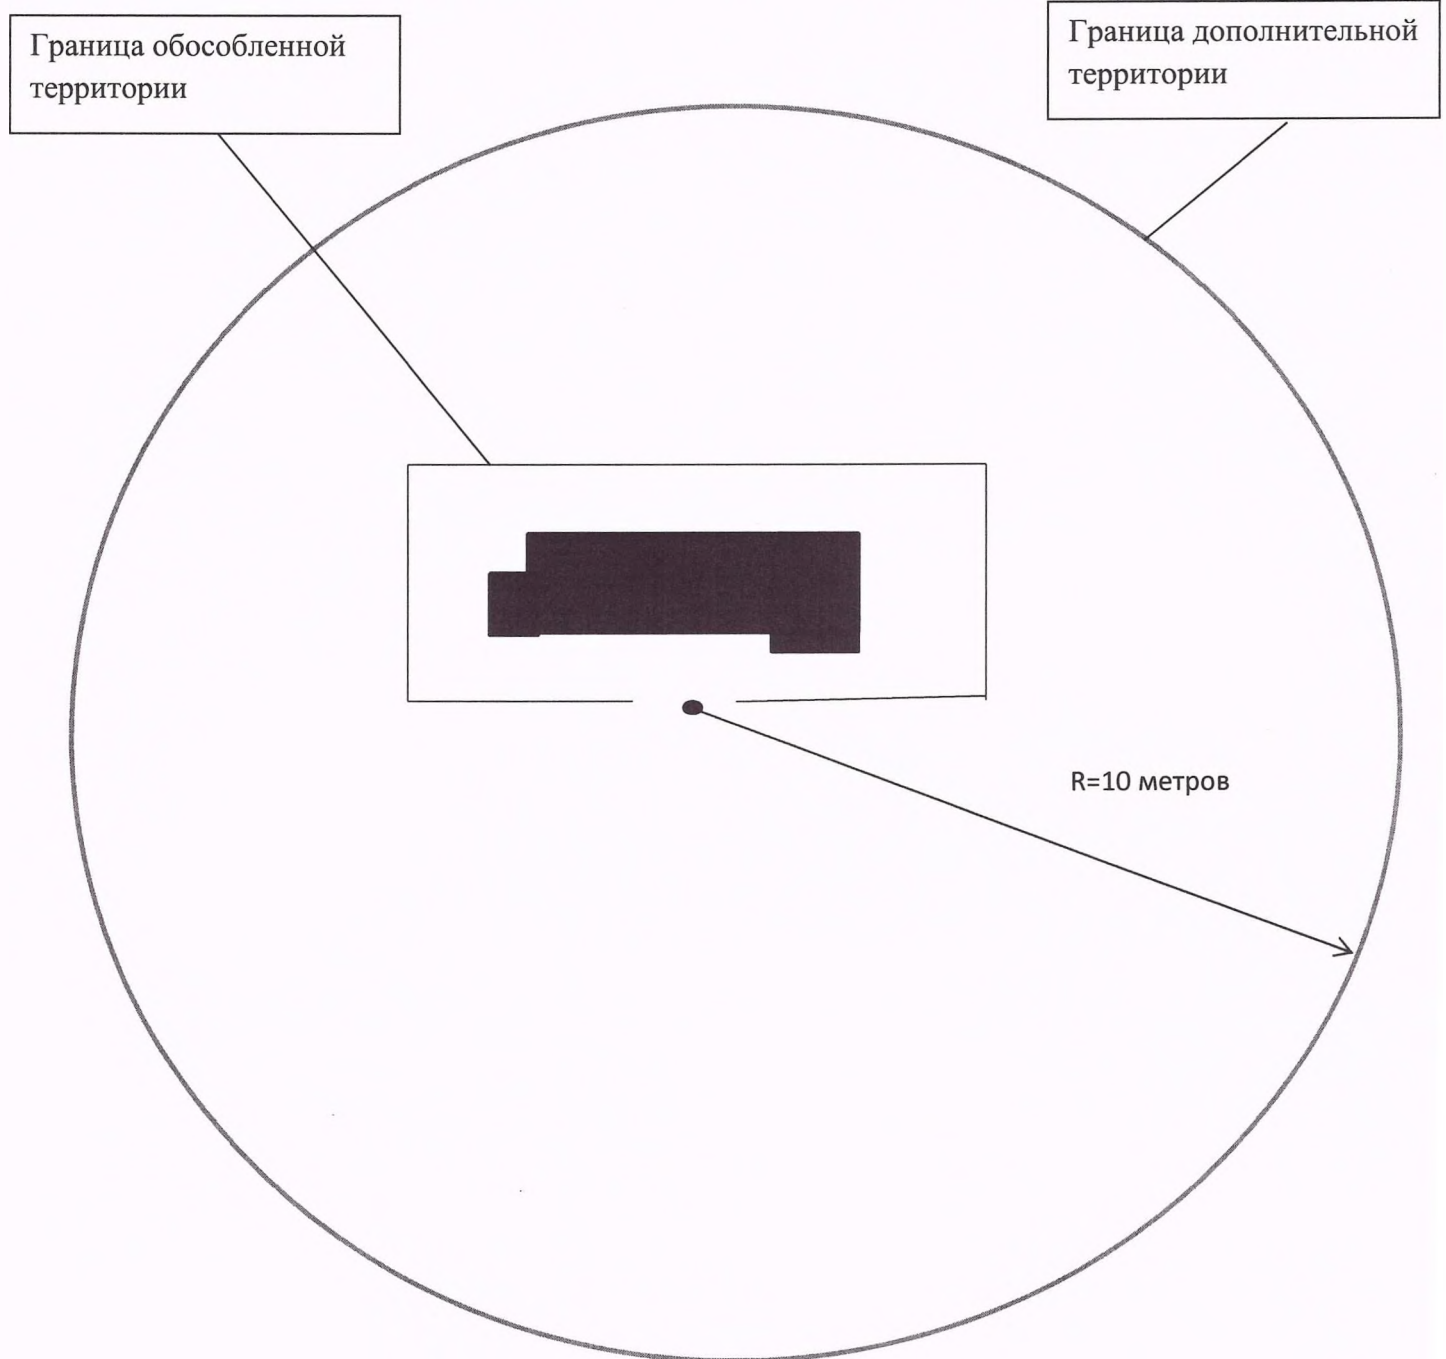 Граница обособленной
территории
Граница дополнительной
территории
R=10 метров